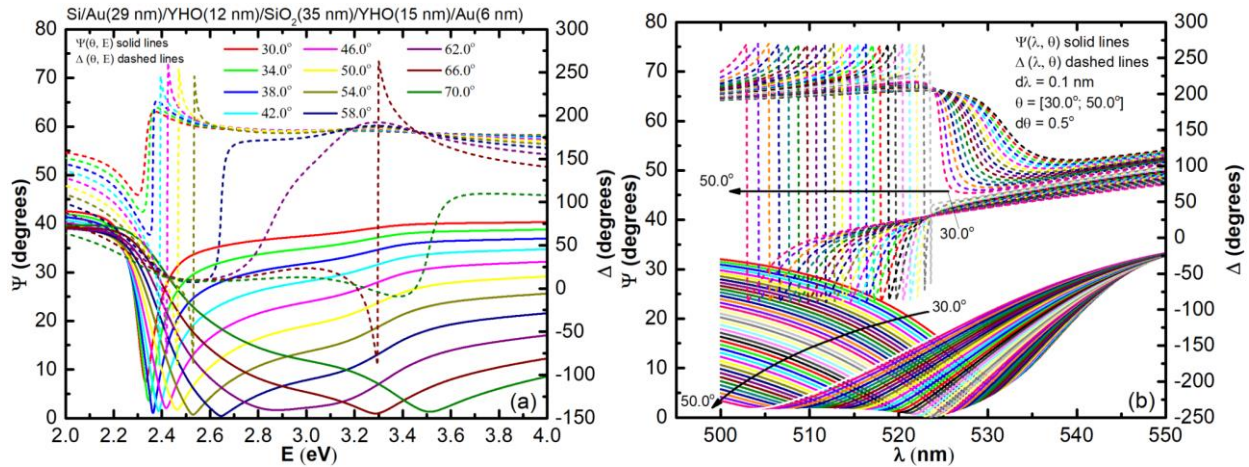 Si/Au(29 nm)/YHO(12 nm)/SiO₂(35 nm)/YHO(15 nm)/Au(6 nm)
Ψ(θ, E) solid lines
Δ (θ, E) dashed lines
30.0° 46.0° 62.0°
34.0° 50.0° 66.0°
38.0° 54.0° 70.0°
42.0° 58.0°
80
70
60
50
40
30
20
10
0
Ψ (degrees)
300
250
200
150
100
50
0
-50
-100
-150
Δ (degrees)
2.0 2.2 2.4 2.6 2.8 3.0 3.2 3.4 3.6 3.8 4.0
E (eV)
(a)
Ψ(λ, θ) solid lines
Δ (λ, θ) dashed lines
dλ = 0.1 nm
θ = [30.0°; 50.0°]
dθ = 0.5°
50.0°
30.0°
30.0°
50.0°
80
70
60
50
40
30
20
10
0
Ψ (degrees)
300
250
200
150
100
50
0
-50
-100
-150
-200
-250
Δ (degrees)
500 510 520 530 540 550
λ (nm)
(b)